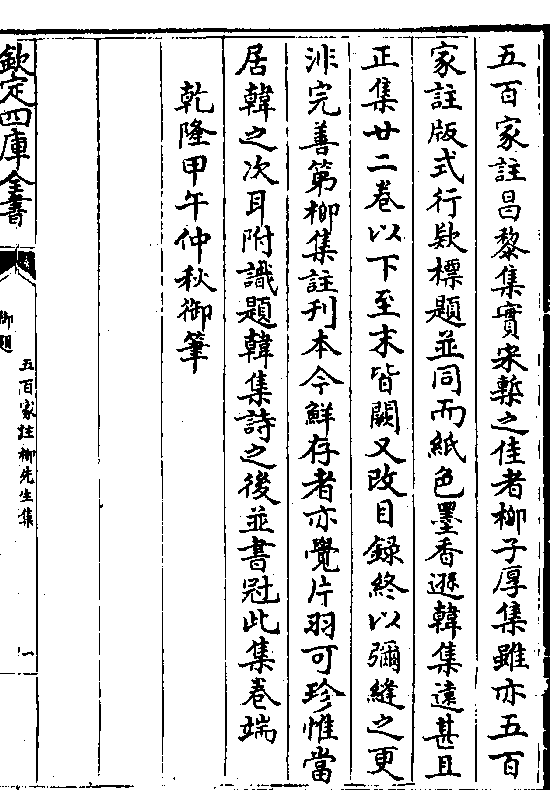 五百家註昌黎集實宋槧之佳者柳子厚集雖亦五百
家註版式行欵標題並同而紙色墨香遜韓集遠甚且
正集廿二卷以下至末皆闕又改目録終以彌縫之更
非完善第柳集註刊本今鮮存者亦覺片羽可珍惟當
居韓之次耳附識題韓集詩之後並書冠此集卷端
乾隆甲午仲秋御筆
欽定四庫全書
御題
五百家註柳先生集
一